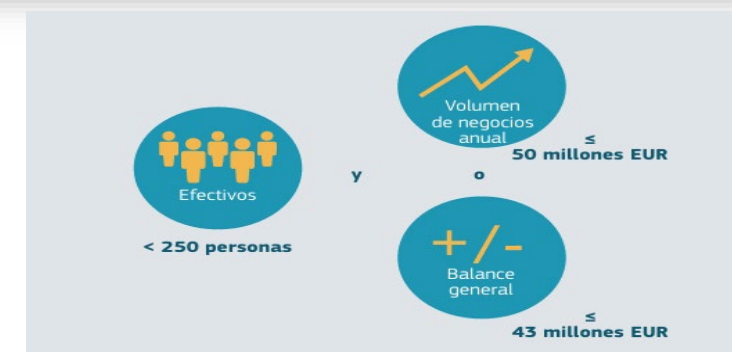 Volumen
de negocios
anual
≤
50 millones EUR
Efectivos
y
o
< 250 personas
+/-
Balance
general
≤
43 millones EUR